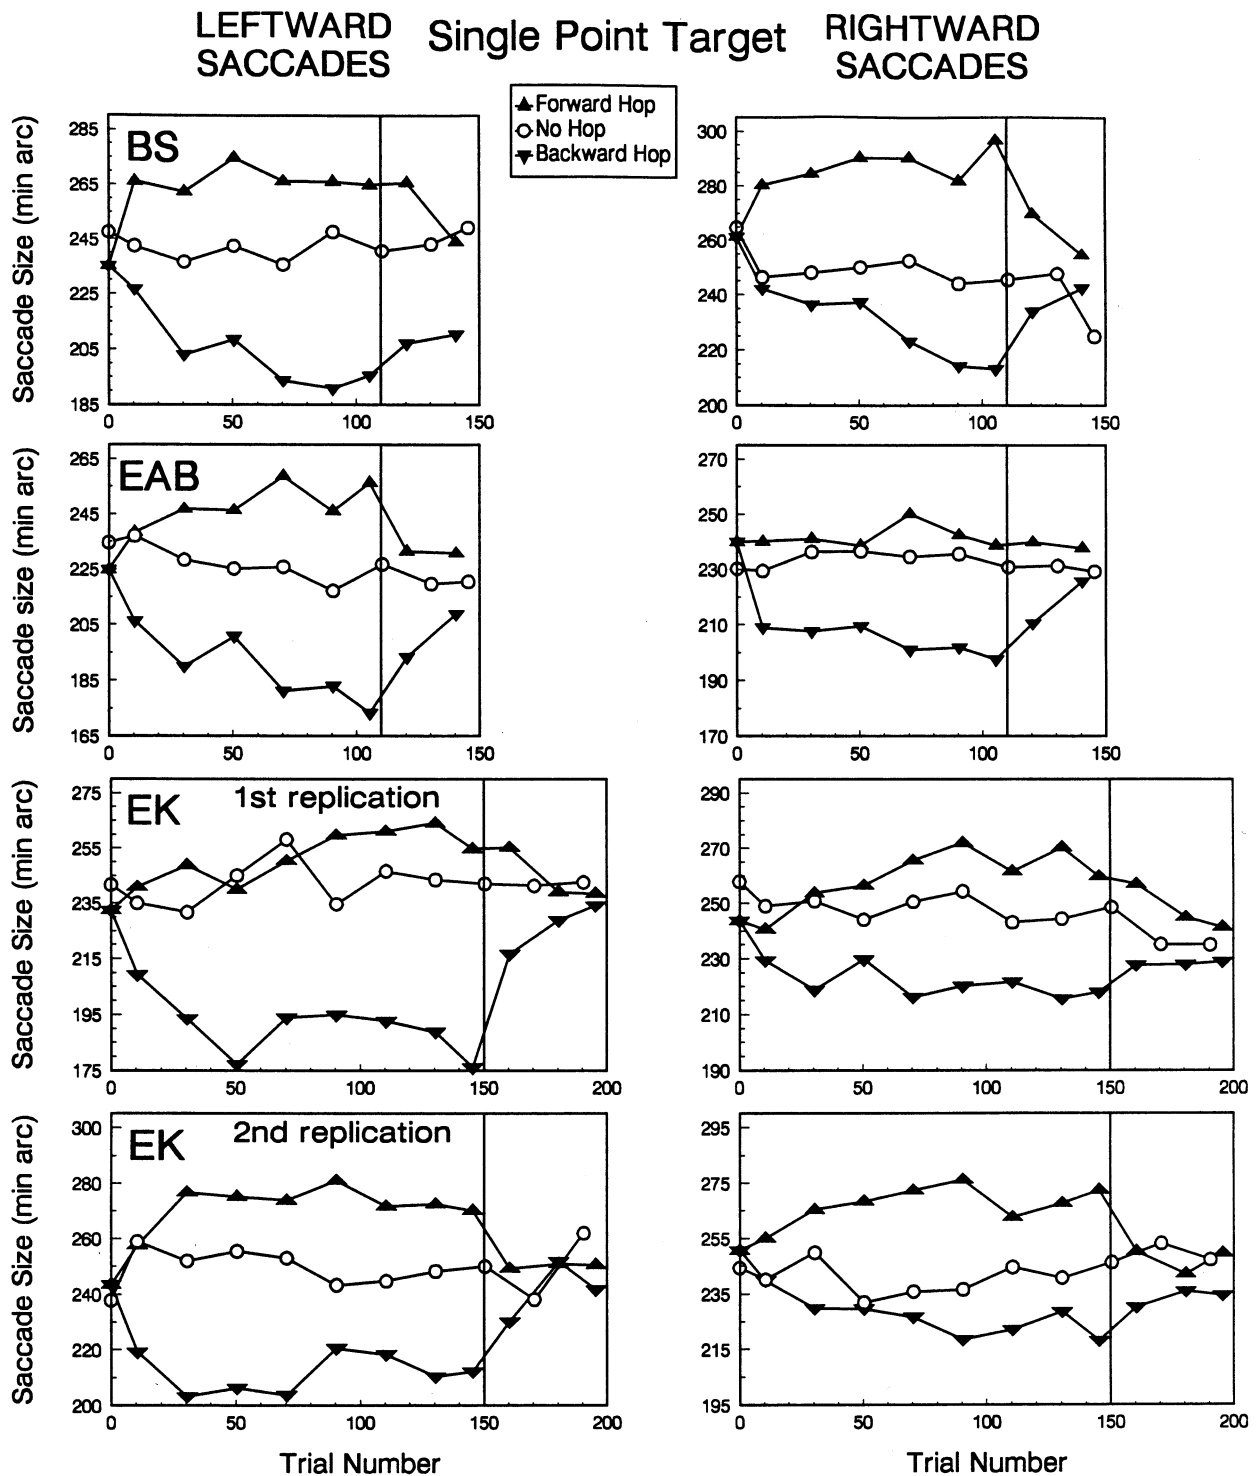 LEFTWARD
SACCADES
Single Point Target
RIGHTWARD
SACCADES
Forward Hop
No Hop
Backward Hop
Saccade Size (min arc)
BS
285
265
245
225
205
185
0 50 100 150
300
280
260
240
220
200
0 50 100 150
Saccade size (min arc)
EAB
265
245
225
205
185
165
0 50 100 150
270
250
230
210
190
170
0 50 100 150
Saccade Size (min arc)
EK 1st replication
275
255
235
215
195
175
0 50 100 150 200
290
270
250
230
210
190
0 50 100 150 200
Saccade Size (min arc)
EK 2nd replication
300
280
260
240
220
200
0 50 100 150 200
Trial Number
295
275
255
235
215
195
0 50 100 150 200
Trial Number